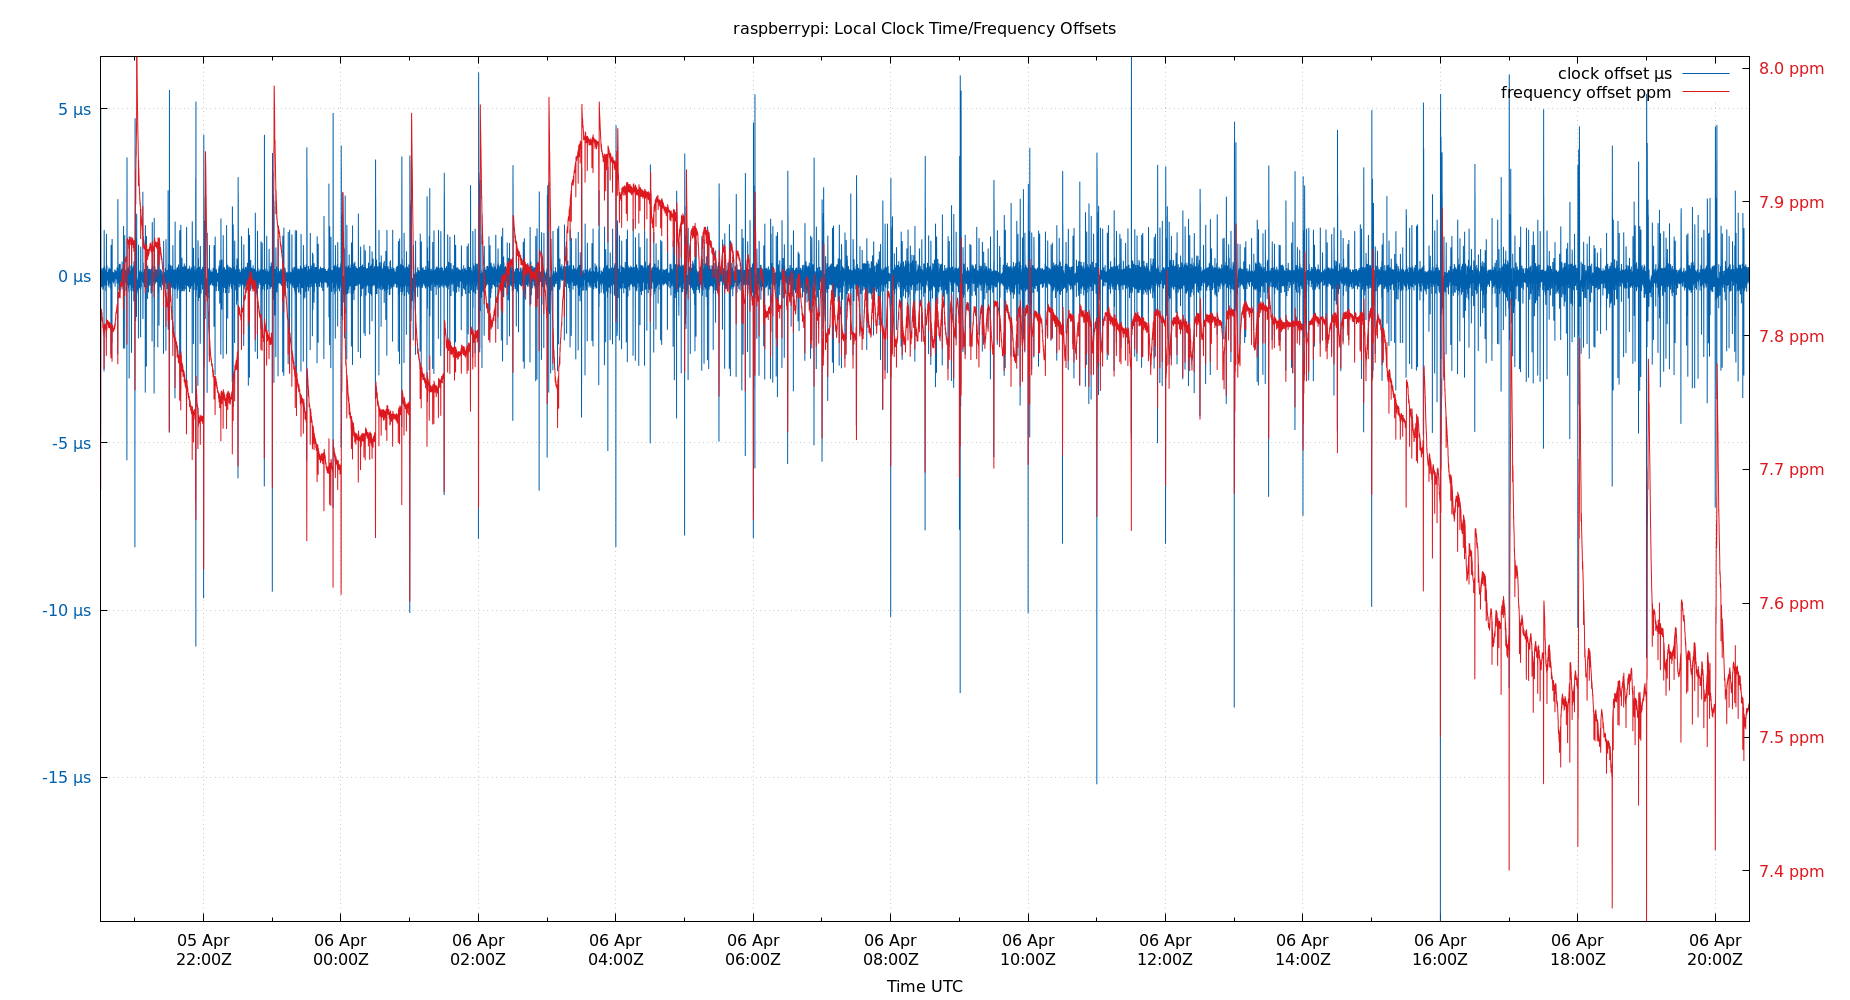 raspberrypi: Local Clock Time/Frequency Offsets
clock offset µs
frequency offset ppm
5 µs
0 µs
-5 µs
-10 µs
-15 µs
8.0 ppm
7.9 ppm
7.8 ppm
7.7 ppm
7.6 ppm
7.5 ppm
7.4 ppm
05 Apr
22:00Z
06 Apr
00:00Z
06 Apr
02:00Z
06 Apr
04:00Z
06 Apr
06:00Z
06 Apr
08:00Z
06 Apr
10:00Z
06 Apr
12:00Z
06 Apr
14:00Z
06 Apr
16:00Z
06 Apr
18:00Z
06 Apr
20:00Z
Time UTC